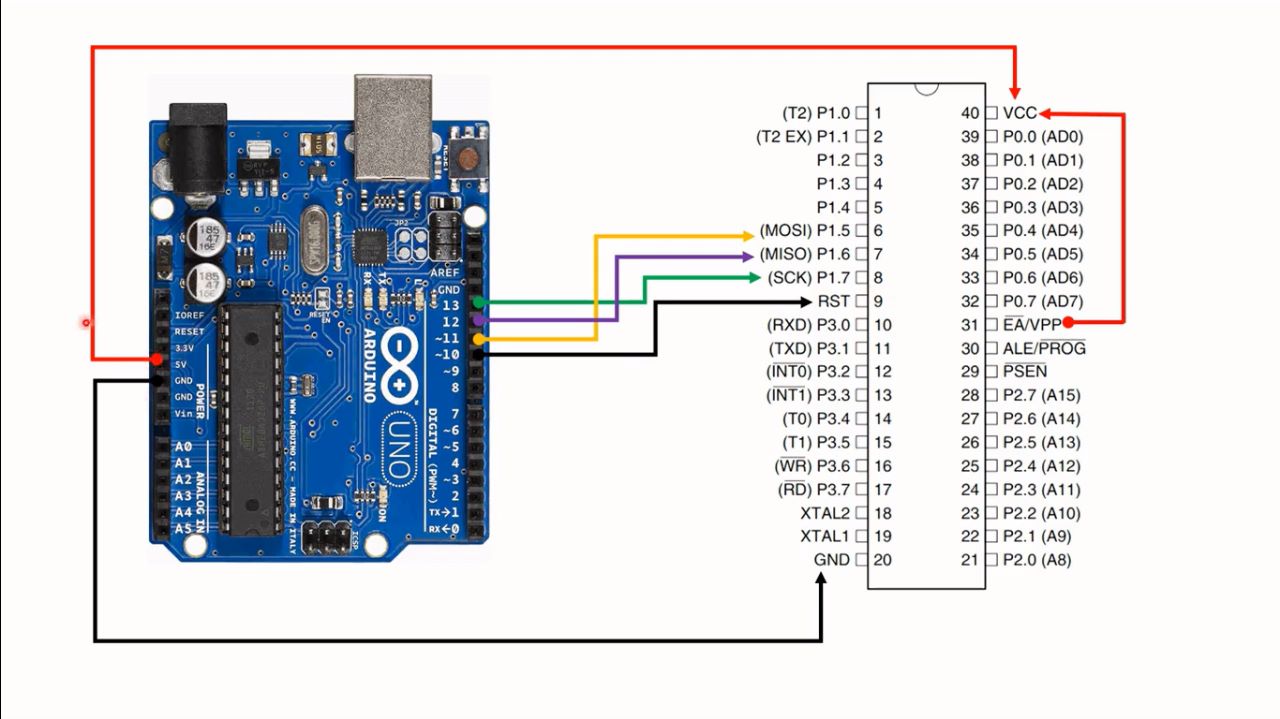 (T2) P1.0 1
(T2 EX) P1.1 2
P1.2 3
P1.3 4
P1.4 5
(MOSI) P1.5 6
(MISO) P1.6 7
(SCK) P1.7 8
RST 9
(RXD) P3.0 10
(TXD) P3.1 11
(INT0) P3.2 12
(INT1) P3.3 13
(T0) P3.4 14
(T1) P3.5 15
(WR) P3.6 16
(RD) P3.7 17
XTAL2 18
XTAL1 19
GND 20
40 VCC
39 P0.0 (AD0)
38 P0.1 (AD1)
37 P0.2 (AD2)
36 P0.3 (AD3)
35 P0.4 (AD4)
34 P0.5 (AD5)
33 P0.6 (AD6)
32 P0.7 (AD7)
31 EA/VPP
30 ALE/PROG
29 PSEN
28 P2.7 (A15)
27 P2.6 (A14)
26 P2.5 (A13)
25 P2.4 (A12)
24 P2.3 (A11)
23 P2.2 (A10)
22 P2.1 (A9)
21 P2.0 (A8)
185
47
16E
185
47
16E
IOREF
RESET
3.3V
5V
GND
GND
Vin
POWER
A0
A1
A2
A3
A4
A5
ANALOG IN
RESET
EN
JP2
RX
TX
L
ARDUINO
UNO
WWW.ARDUINO.CC - MADE IN ITALY
ON
ICSP
AREF
GND
13
12
~11
~10
~9
8
7
~6
~5
4
~3
2
TX→1
RX←0
DIGITAL (PWM~)